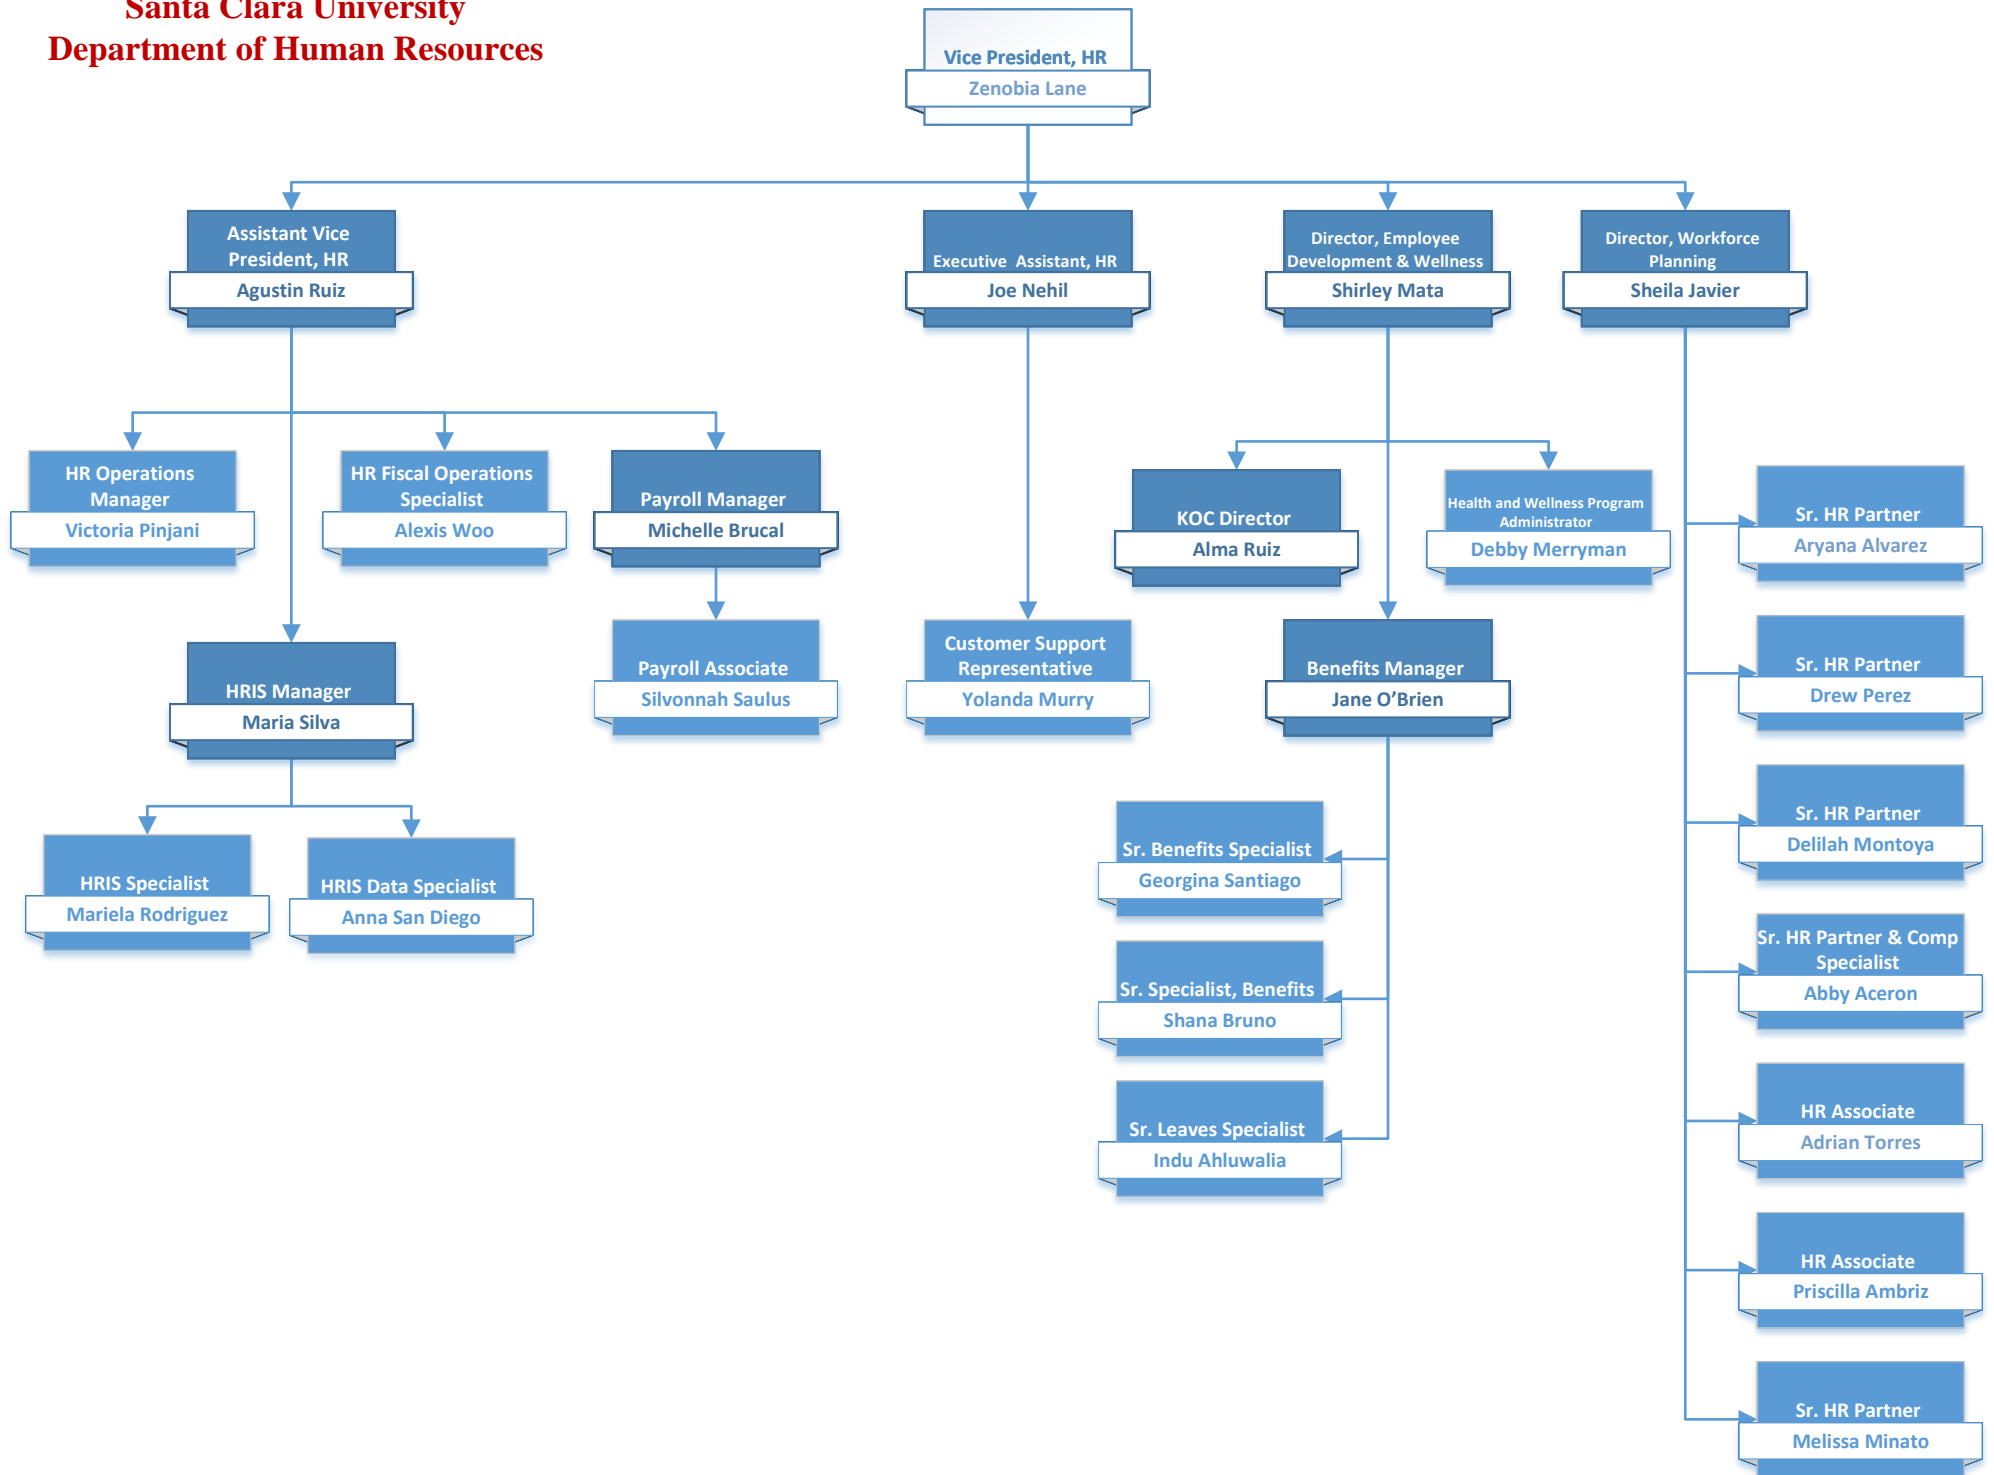 Santa Clara University
Department of Human Resources
Vice President, HR
Zenobia Lane
Assistant Vice
President, HR
Agustin Ruiz
Executive  Assistant, HR
Joe Nehil
Director, Employee
Development & Wellness
Shirley Mata
Director, Workforce
Planning
Sheila Javier
HR Operations
Manager
Victoria Pinjani
HR Fiscal Operations
Specialist
Alexis Woo
Payroll Manager
Michelle Brucal
KOC Director
Alma Ruiz
Health and Wellness Program
Administrator
Debby Merryman
Sr. HR Partner
Aryana Alvarez
HRIS Manager
Maria Silva
Payroll Associate
Silvonnah Saulus
Customer Support
Representative
Yolanda Murry
Benefits Manager
Jane O’Brien
Sr. HR Partner
Drew Perez
HRIS Specialist
Mariela Rodriguez
HRIS Data Specialist
Anna San Diego
Sr. Benefits Specialist
Georgina Santiago
Sr. HR Partner
Delilah Montoya
Sr. Specialist, Benefits
Shana Bruno
Sr. HR Partner & Comp
Specialist
Abby Aceron
Sr. Leaves Specialist
Indu Ahluwalia
HR Associate
Adrian Torres
HR Associate
Priscilla Ambriz
Sr. HR Partner
Melissa Minato